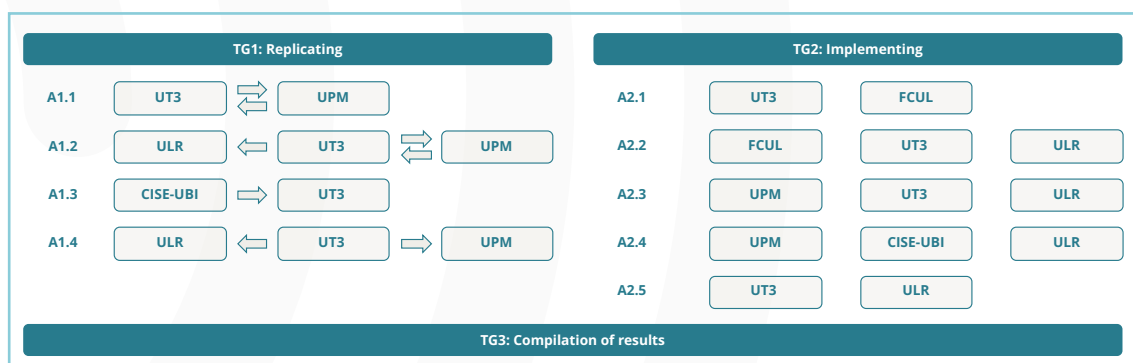 TG1: Replicating
A1.1 UT3 UPM
A1.2 ULR UT3 UPM
A1.3 CISE-UBI UT3
A1.4 ULR UT3 UPM
TG2: Implementing
A2.1 UT3 FCUL
A2.2 FCUL UT3 ULR
A2.3 UPM UT3 ULR
A2.4 UPM CISE-UBI ULR
A2.5 UT3 ULR
TG3: Compilation of results